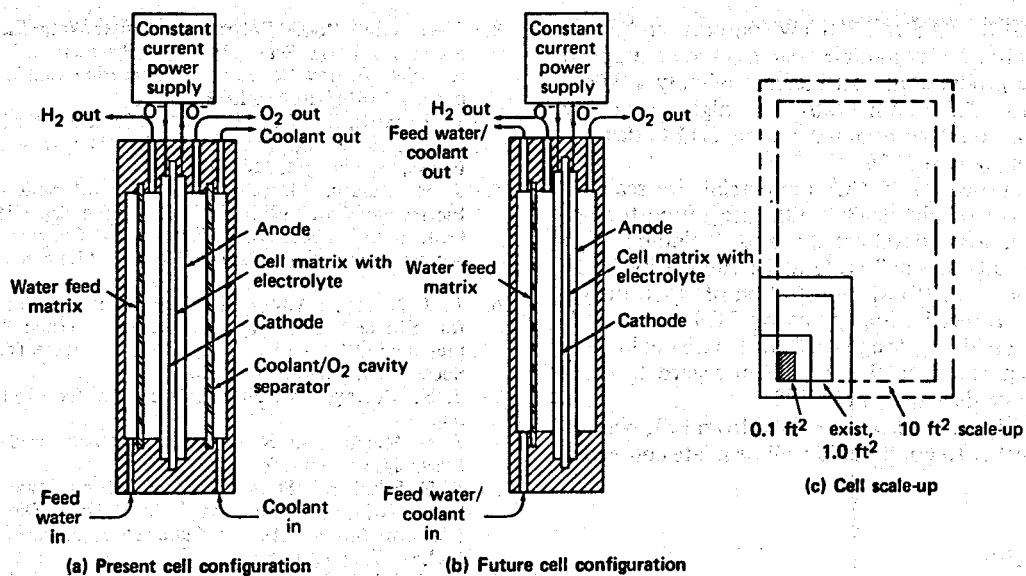 Constant
current
power
supply
H2 out
O⁻
O⁻
O2 out
Coolant out
Anode
Cell matrix with
electrolyte
Water feed
matrix
Cathode
Coolant/O2 cavity
separator
Feed
water
in
Coolant
in
(a) Present cell configuration
Constant
current
power
supply
H2 out
O⁻
O⁻
O2 out
Feed water/
coolant
out
Anode
Cell matrix with
electrolyte
Water feed
matrix
Cathode
Feed water/
coolant
in
(b) Future cell configuration
0.1 ft²
exist,
1.0 ft²
10 ft² scale-up
(c) Cell scale-up